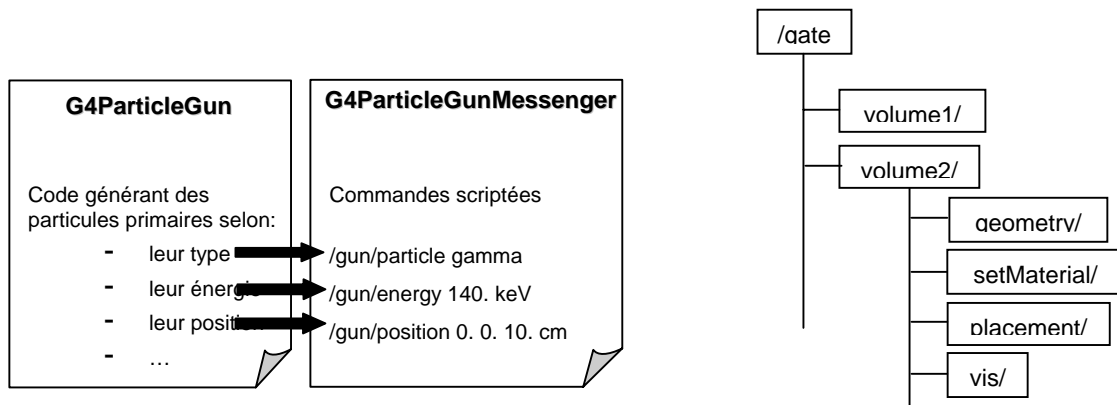 G4ParticleGun
Code générant des
particules primaires selon:
- leur type
- leur énergie
- leur position
- …
G4ParticleGunMessenger
Commandes scriptées
/gun/particle gamma
/gun/energy 140. keV
/gun/position 0. 0. 10. cm
/gate
volume1/
volume2/
geometry/
setMaterial/
placement/
vis/